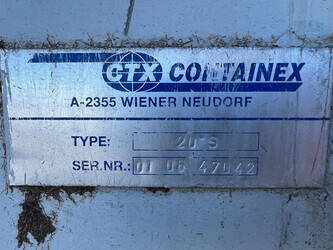 CTX CONTAINEX
A-2355 WIENER NEUDORF
TYPE: 20" S
SER.NR.: 01 06 47042